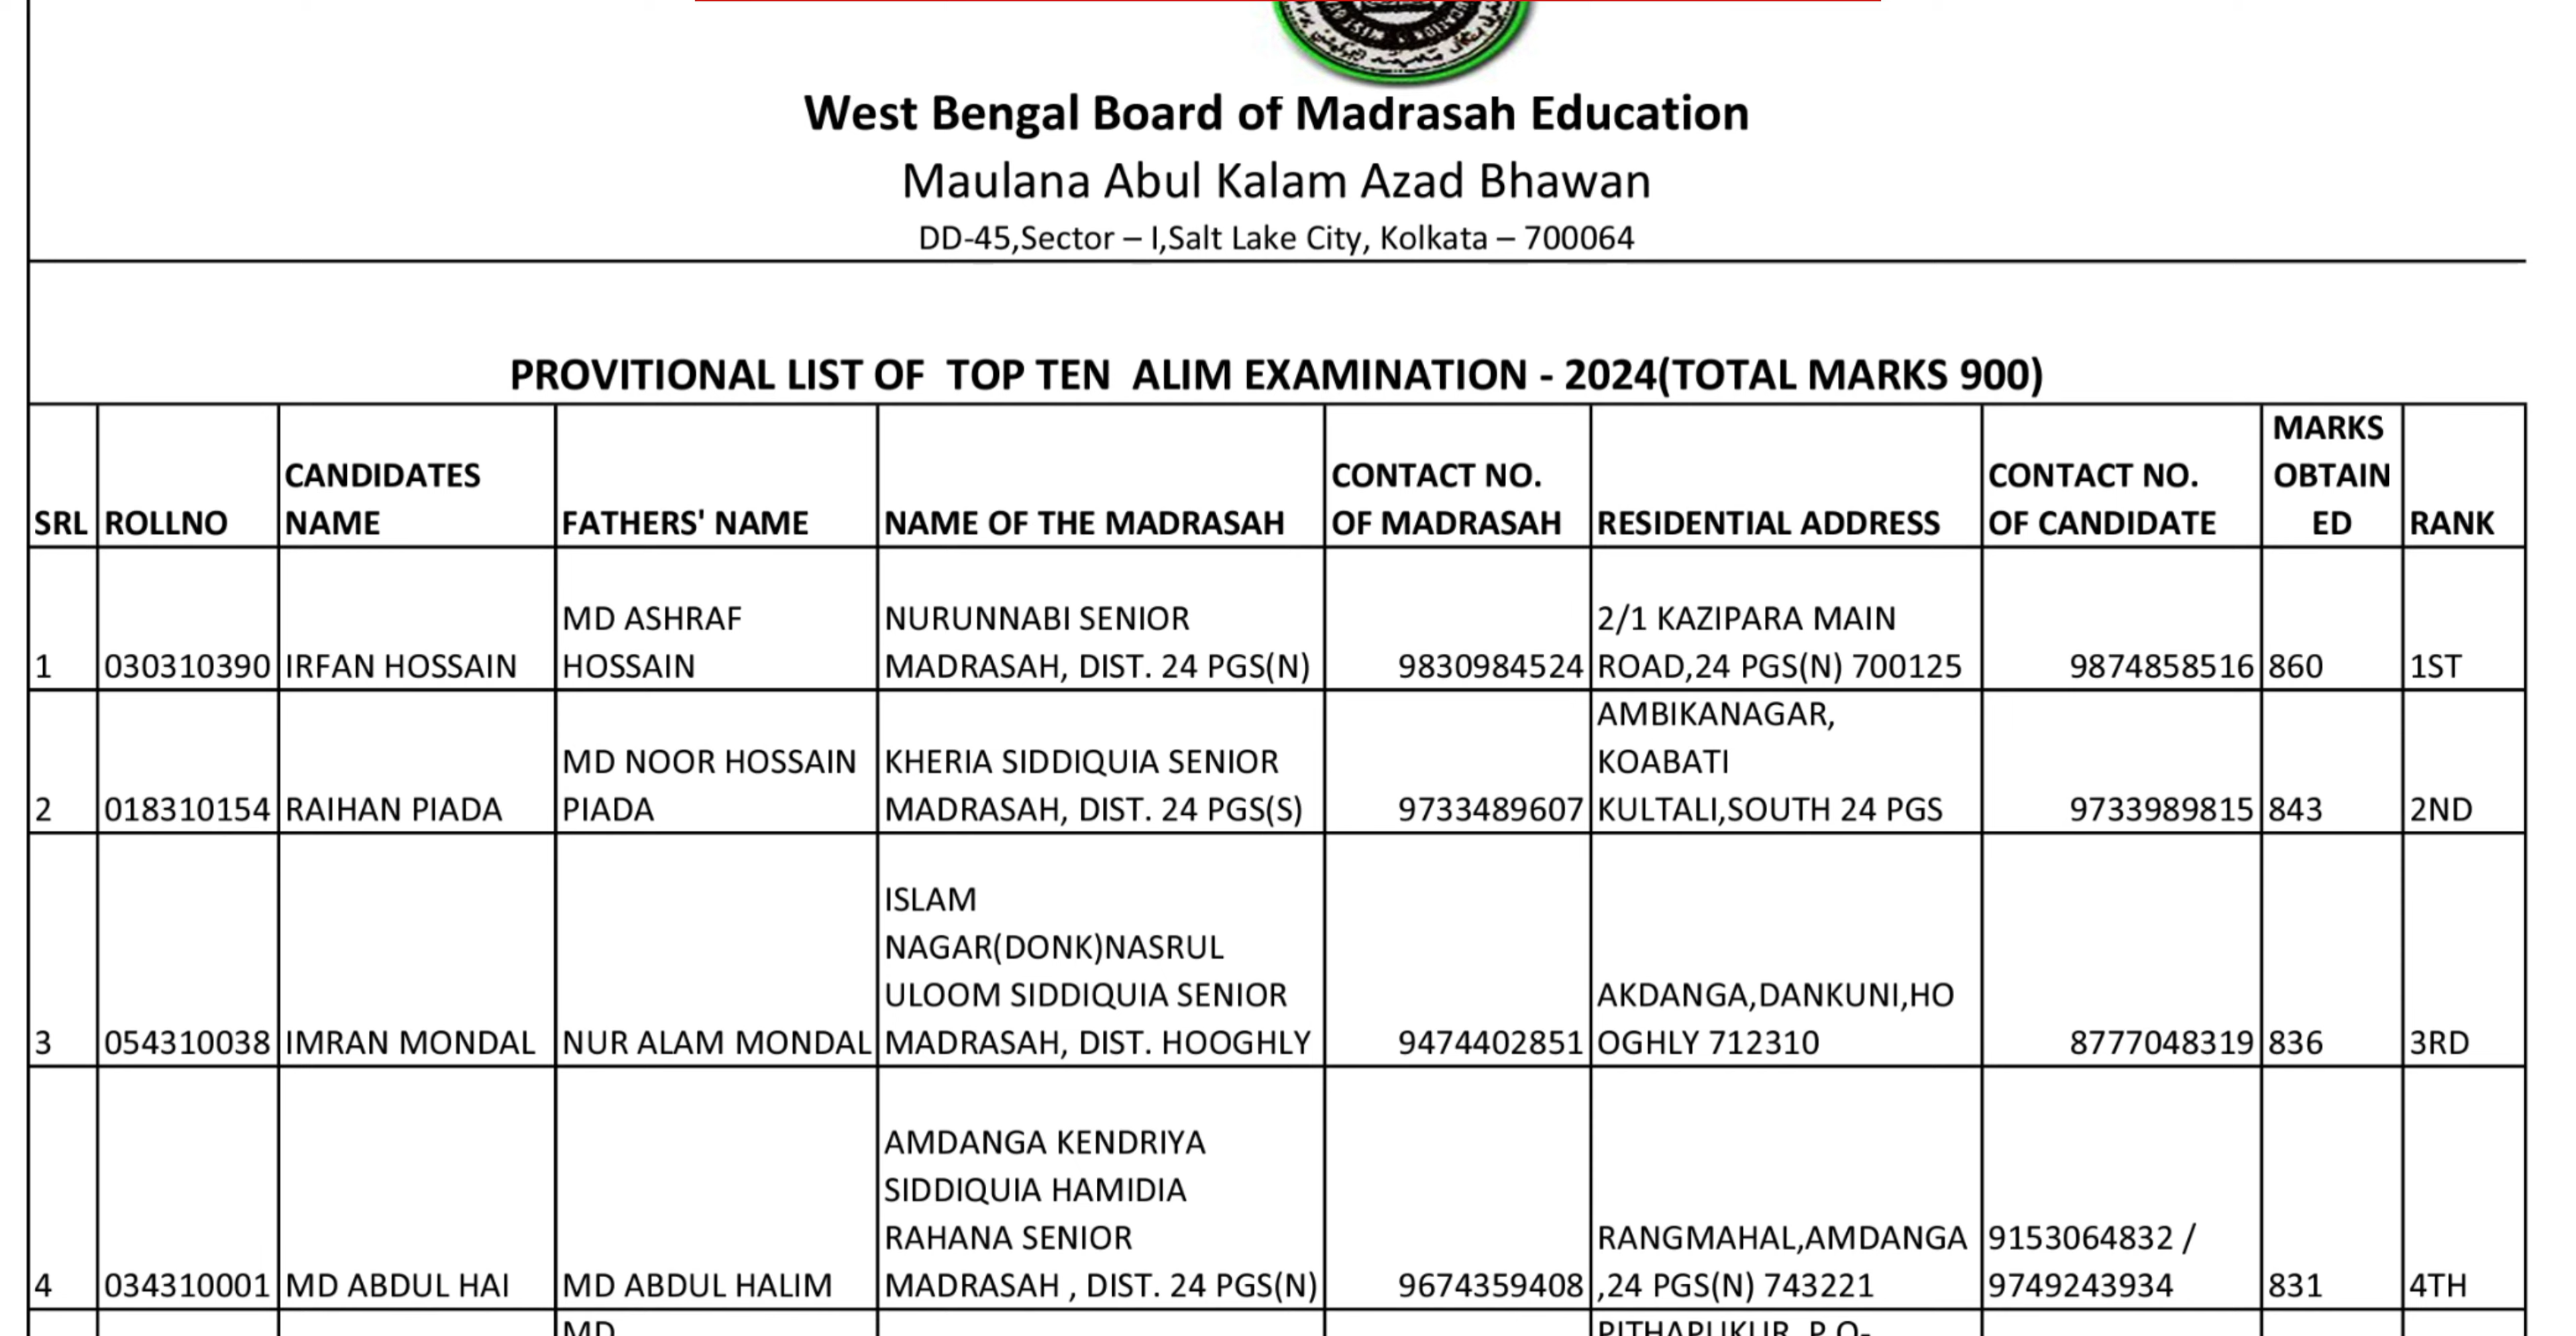 West Bengal Board of Madrasah Education
Maulana Abul Kalam Azad Bhawan
DD-45,Sector – I,Salt Lake City, Kolkata – 700064
PROVITIONAL LIST OF TOP TEN ALIM EXAMINATION - 2024(TOTAL MARKS 900)
SRL
ROLLNO
CANDIDATES
NAME
FATHERS' NAME
NAME OF THE MADRASAH
CONTACT NO.
OF MADRASAH
RESIDENTIAL ADDRESS
CONTACT NO.
OF CANDIDATE
MARKS
OBTAIN
ED
RANK
1
030310390
IRFAN HOSSAIN
MD ASHRAF
HOSSAIN
NURUNNABI SENIOR
MADRASAH, DIST. 24 PGS(N)
9830984524
2/1 KAZIPARA MAIN
ROAD,24 PGS(N) 700125
9874858516
860
1ST
2
018310154
RAIHAN PIADA
MD NOOR HOSSAIN
PIADA
KHERIA SIDDIQUIA SENIOR
MADRASAH, DIST. 24 PGS(S)
9733489607
AMBIKANAGAR,
KOABATI
KULTALI,SOUTH 24 PGS
9733989815
843
2ND
3
054310038
IMRAN MONDAL
NUR ALAM MONDAL
ISLAM
NAGAR(DONK)NASRUL
ULOOM SIDDIQUIA SENIOR
MADRASAH, DIST. HOOGHLY
9474402851
AKDANGA,DANKUNI,HO
OGHLY 712310
8777048319
836
3RD
4
034310001
MD ABDUL HAI
MD ABDUL HALIM
AMDANGA KENDRIYA
SIDDIQUIA HAMIDIA
RAHANA SENIOR
MADRASAH , DIST. 24 PGS(N)
9674359408
RANGMAHAL,AMDANGA
,24 PGS(N) 743221
9153064832 /
9749243934
831
4TH
MD
PITHAPUKUR, P.O-